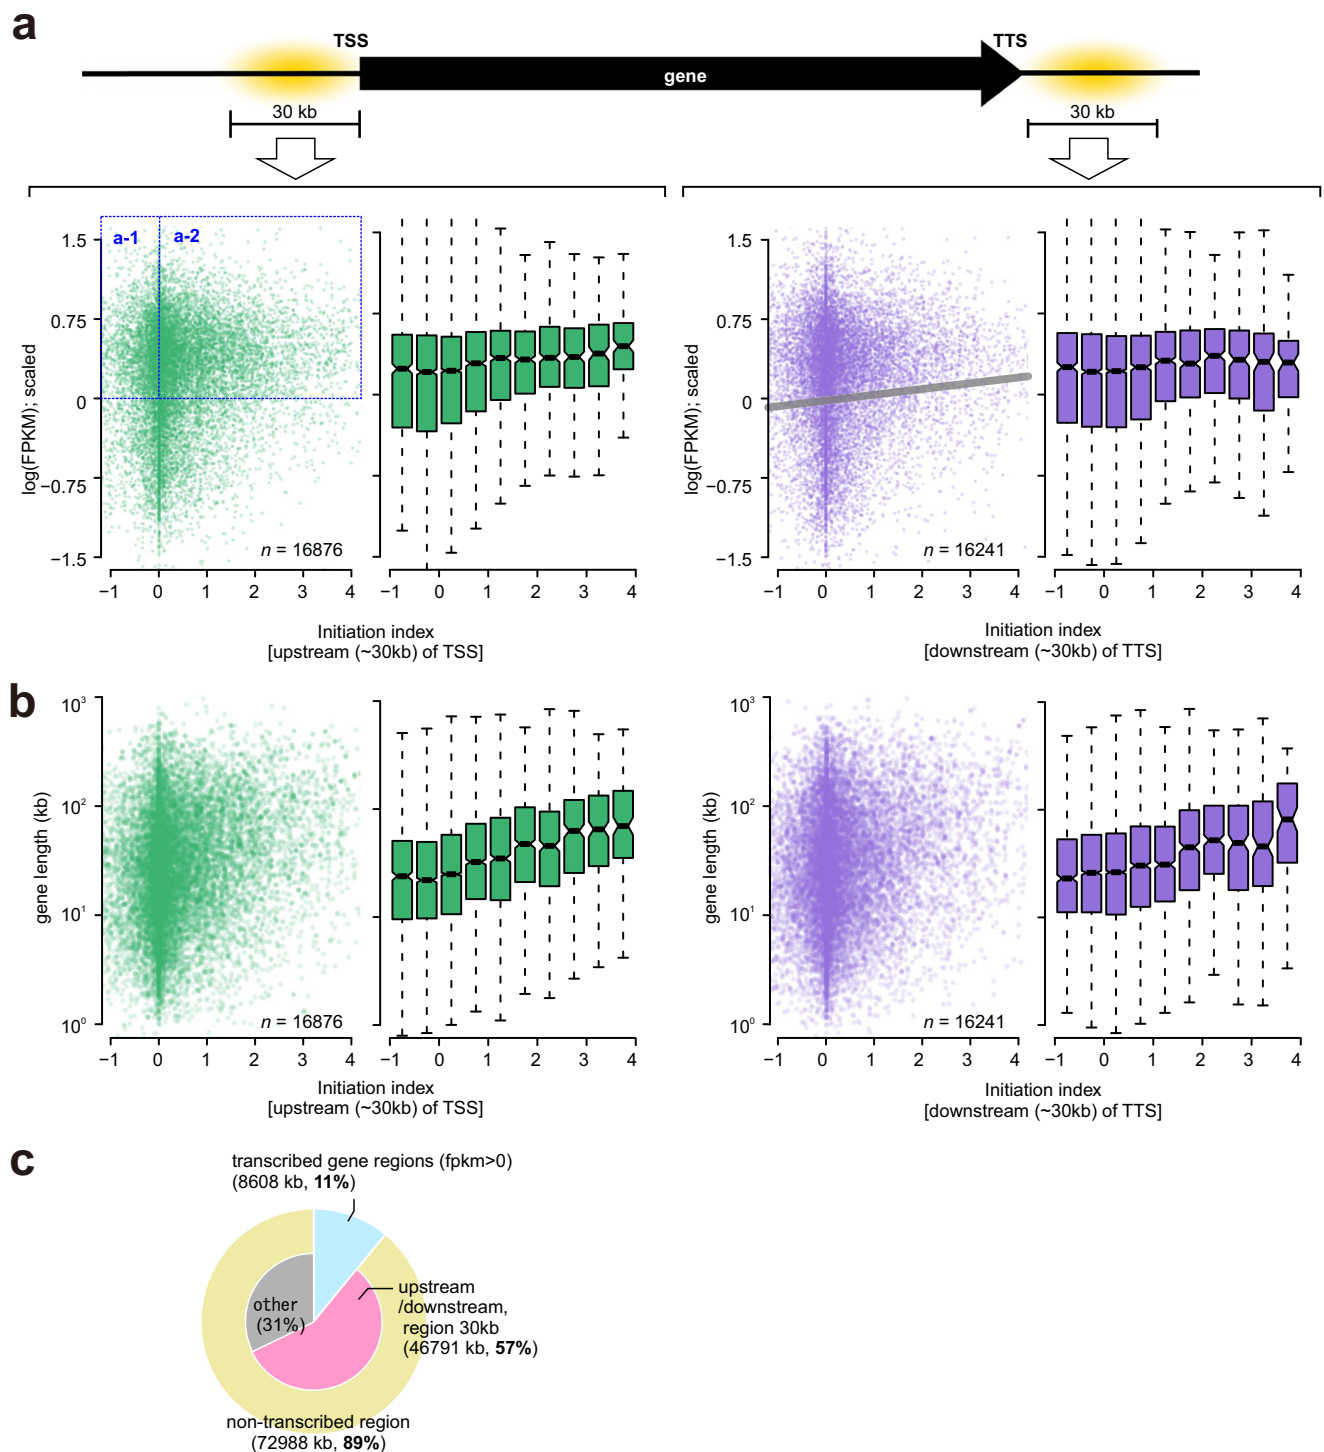 a
TSS
TTS
gene
30 kb
30 kb
a-1
a-2
1.5
0.75
0
−0.75
−1.5
log(FPKM); scaled
n = 16876
−1 0 1 2 3 4
−1 0 1 2 3 4
Initiation index
[upstream (~30kb) of TSS]
1.5
0.75
0
−0.75
−1.5
log(FPKM); scaled
n = 16241
−1 0 1 2 3 4
−1 0 1 2 3 4
Initiation index
[downstream (~30kb) of TTS]
b
10³
10²
10¹
10⁰
gene length (kb)
n = 16876
−1 0 1 2 3 4
−1 0 1 2 3 4
Initiation index
[upstream (~30kb) of TSS]
10³
10²
10¹
10⁰
gene length (kb)
n = 16241
−1 0 1 2 3 4
−1 0 1 2 3 4
Initiation index
[downstream (~30kb) of TTS]
c
transcribed gene regions (fpkm>0)
(8608 kb, 11%)
other
(31%)
upstream
/downstream,
region 30kb
(46791 kb, 57%)
non-transcribed region
(72988 kb, 89%)